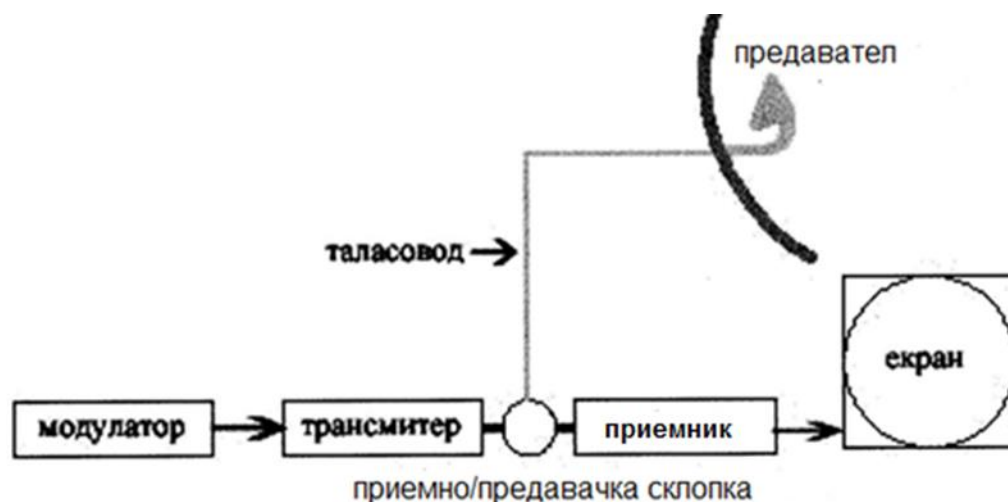 предавател
таласовод
екран
модулатор
трансмитер
приемник
приемно/предавачка склопка